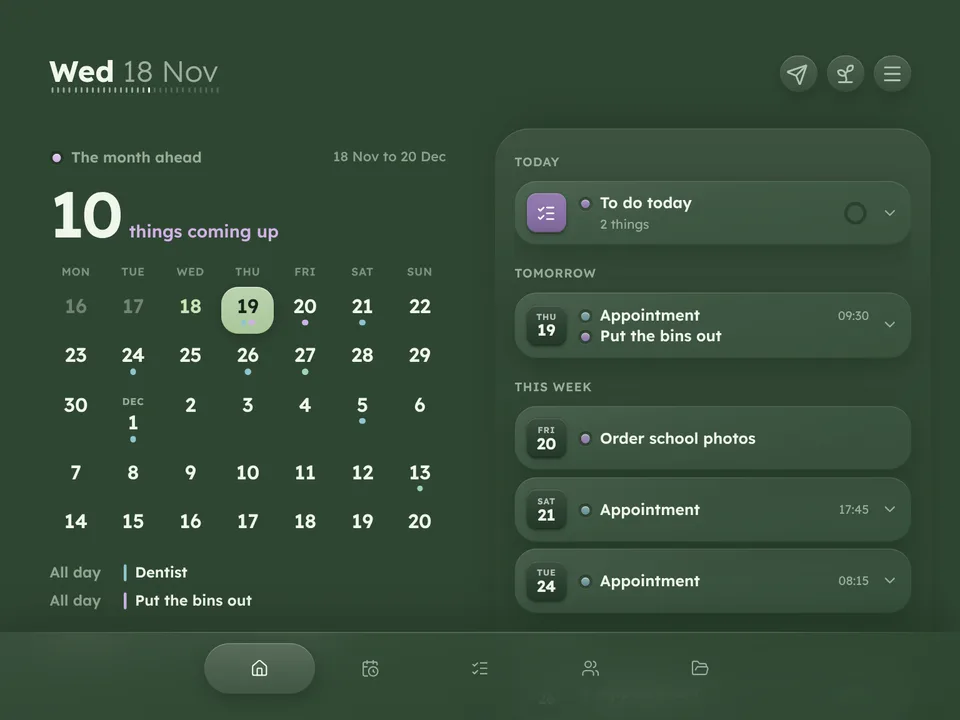 Wed 18 Nov
The month ahead
18 Nov to 20 Dec
10 things coming up
MON TUE WED THU FRI SAT SUN
16 17 18 19 20 21 22
23 24 25 26 27 28 29
30 DEC 1 2 3 4 5 6
7 8 9 10 11 12 13
14 15 16 17 18 19 20
All day Dentist
All day Put the bins out
TODAY
To do today
2 things
TOMORROW
THU 19
Appointment 09:30
Put the bins out
THIS WEEK
FRI 20
Order school photos
SAT 21
Appointment 17:45
TUE 24
Appointment 08:15